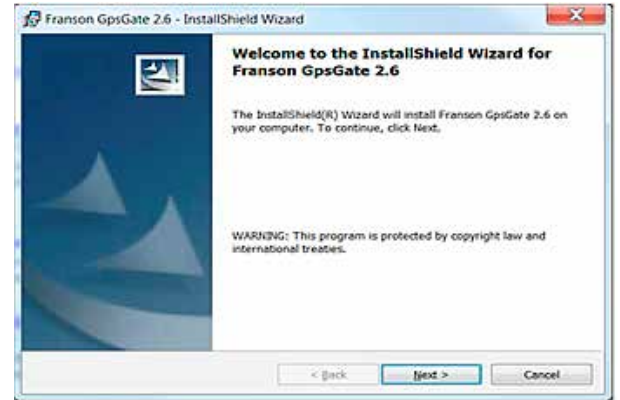 Franson GpsGate 2.6 - InstallShield Wizard
Welcome to the InstallShield Wizard for
Franson GpsGate 2.6
The InstallShield(R) Wizard will install Franson GpsGate 2.6 on
your computer. To continue, click Next.
WARNING: This program is protected by copyright law and
international treaties.
< Back Next > Cancel